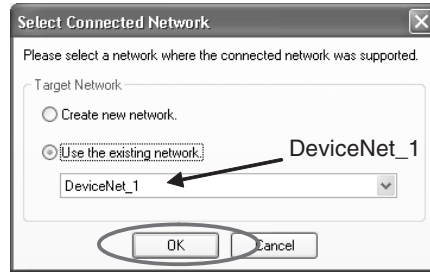 Select Connected Network
Please select a network where the connected network was supported.
Target Network
Create new network.
Use the existing network.
DeviceNet_1
DeviceNet_1
OK
Cancel